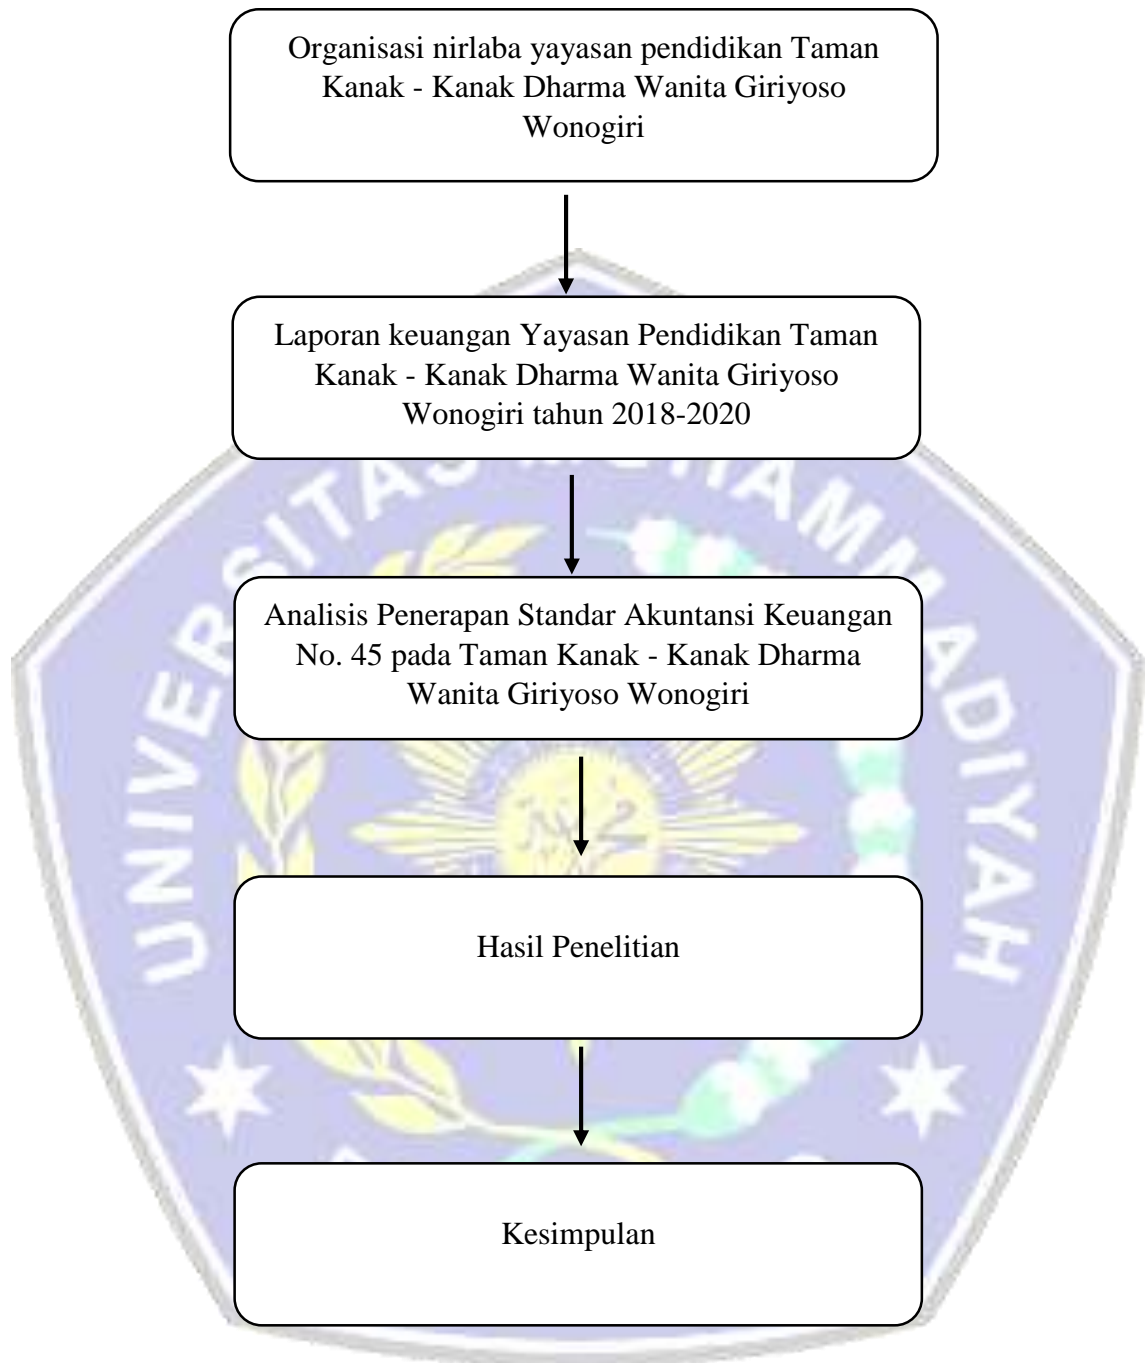 Organisasi nirlaba yayasan pendidikan Taman
Kanak - Kanak Dharma Wanita Giriyoso
Wonogiri
Laporan keuangan Yayasan Pendidikan Taman
Kanak - Kanak Dharma Wanita Giriyoso
Wonogiri tahun 2018-2020
UNIVERSITAS MUHAMMADIYAH
Analisis Penerapan Standar Akuntansi Keuangan
No. 45 pada Taman Kanak - Kanak Dharma
Wanita Giriyoso Wonogiri
Hasil Penelitian
Kesimpulan